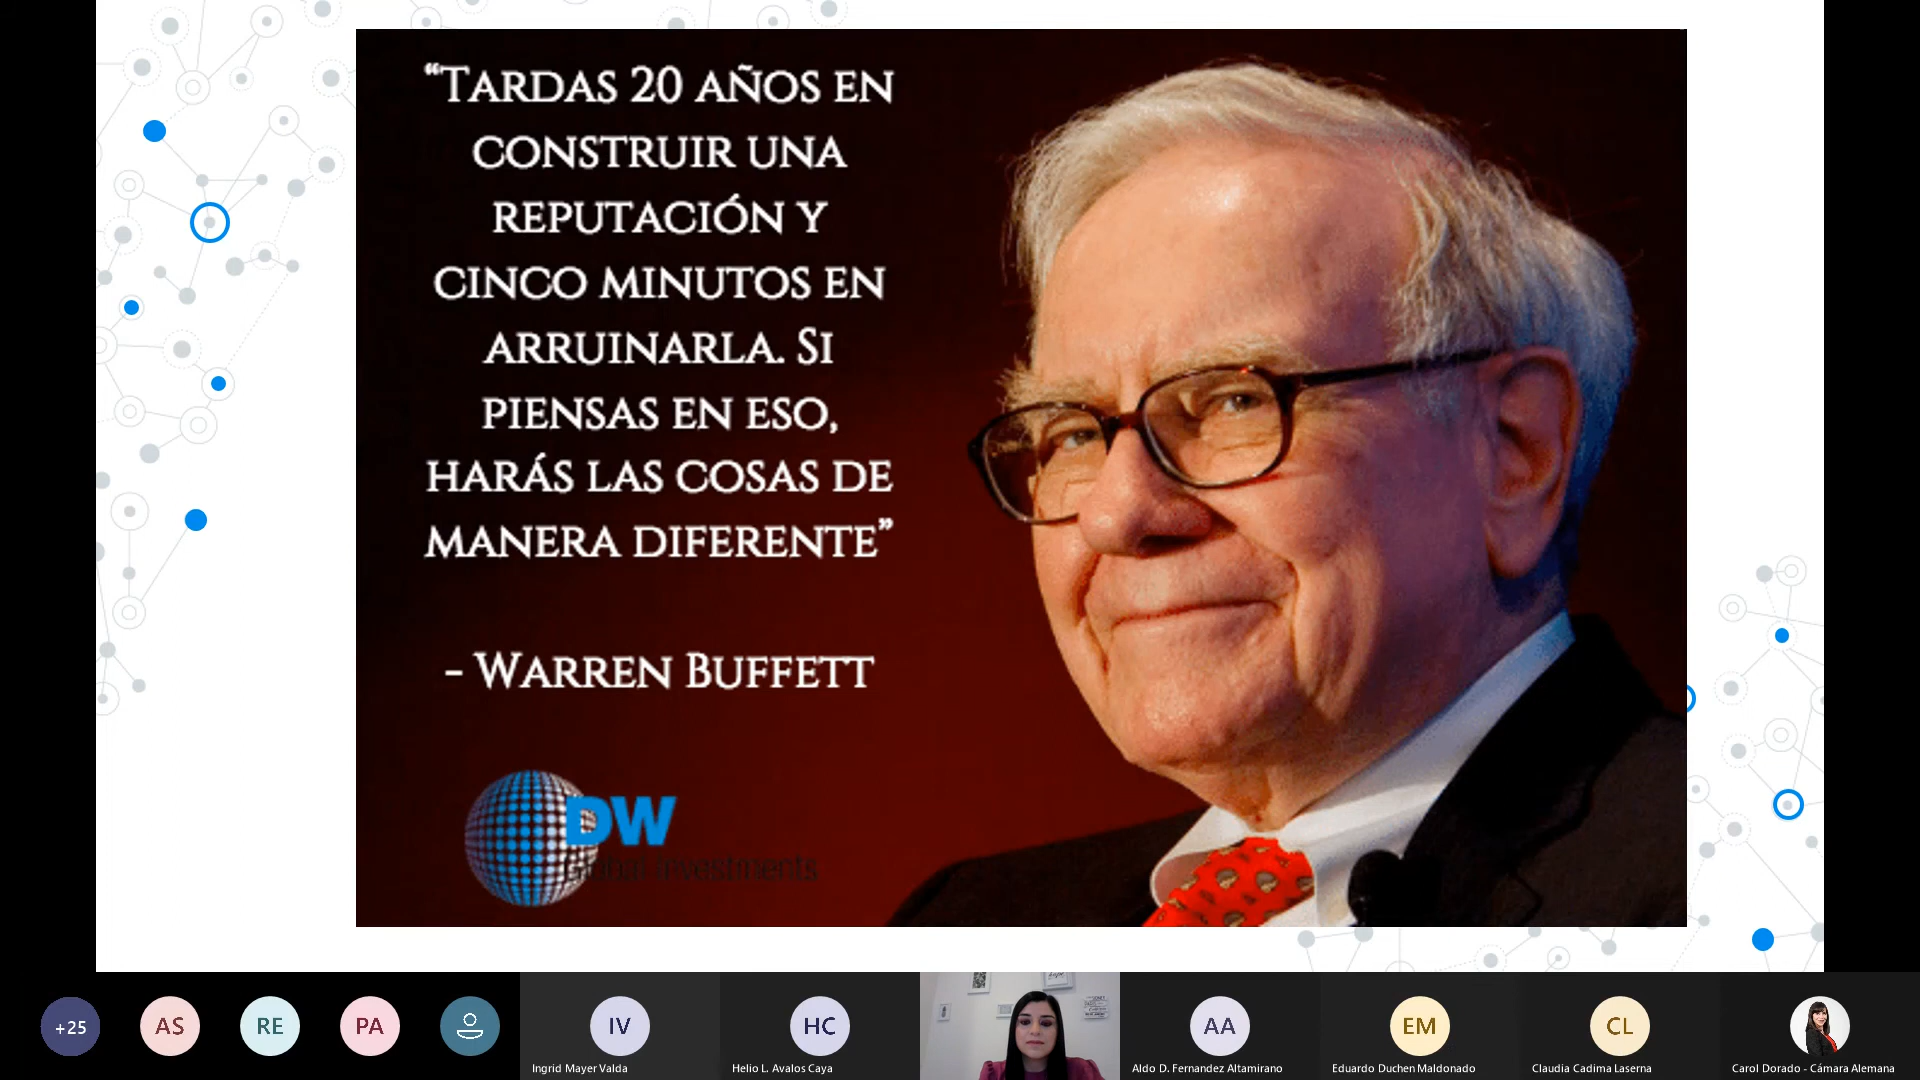 “TARDAS 20 AÑOS EN
CONSTRUIR UNA
REPUTACIÓN Y
CINCO MINUTOS EN
ARRUINARLA. SI
PIENSAS EN ESO,
HARÁS LAS COSAS DE
MANERA DIFERENTE”
– WARREN BUFFETT
DW
Global Investments
+25
AS
RE
PA
IV
HC
AA
EM
CL
Ingrid Mayer Valda
Helio L. Avalos Caya
Aldo D. Fernandez Altamirano
Eduardo Duchen Maldonado
Claudia Cadima Laserna
Carol Dorado - Cámara Alemana